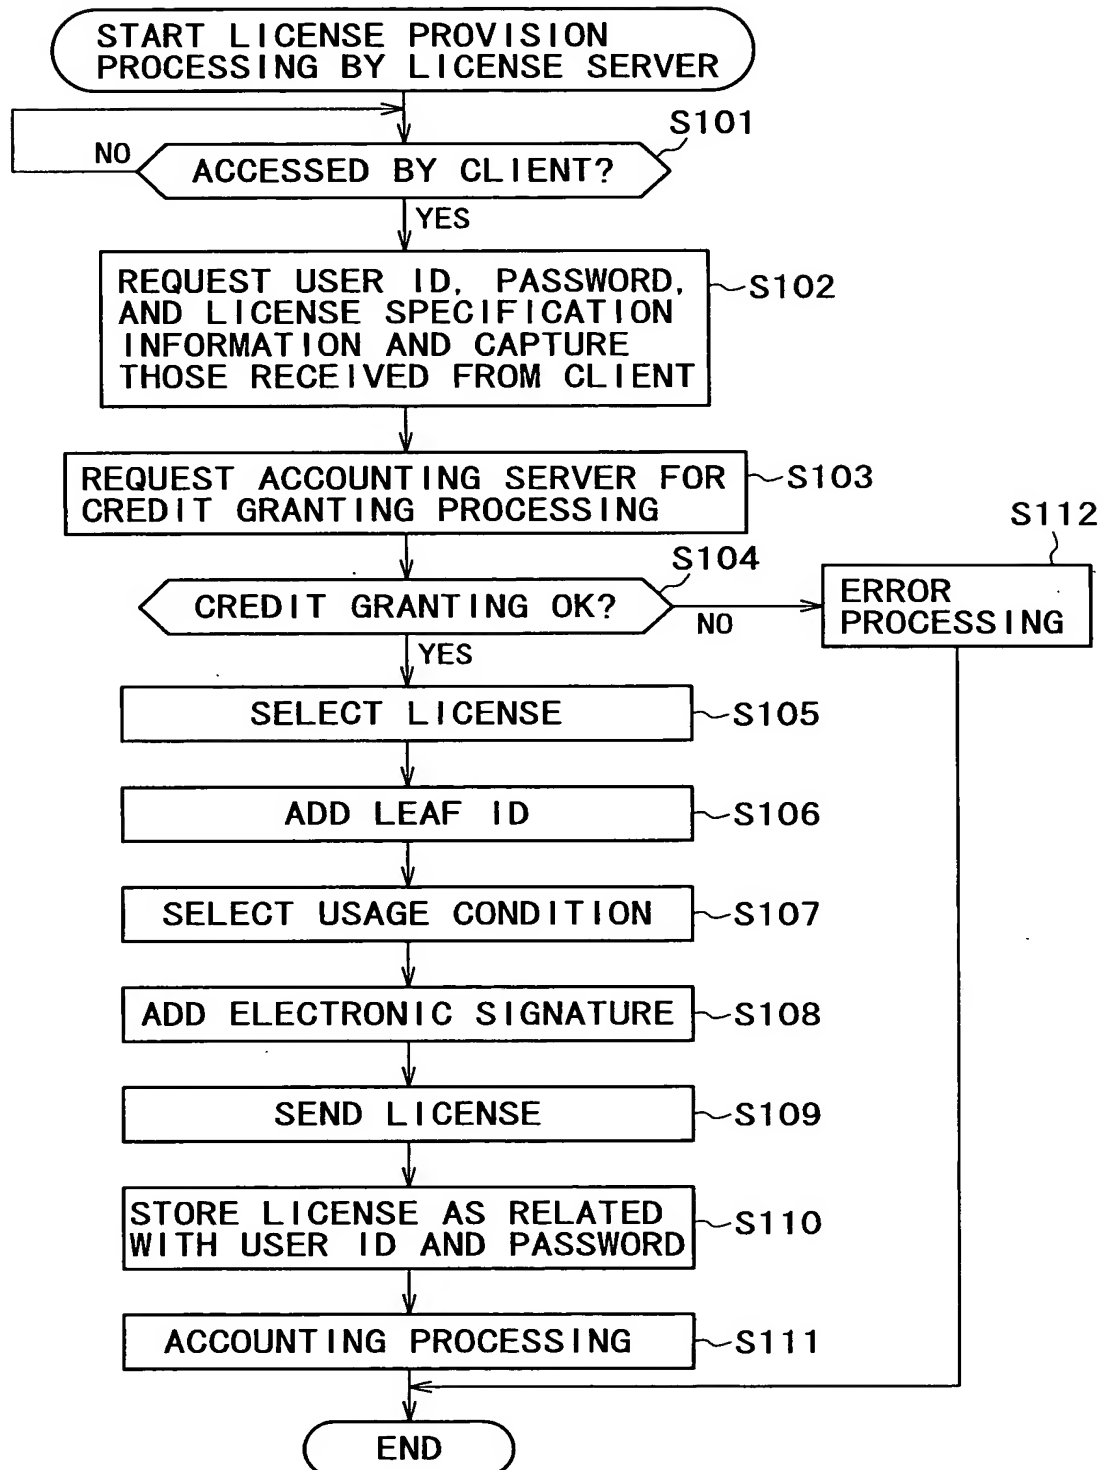 START LICENSE PROVISION
PROCESSING BY LICENSE SERVER
S101
NO
ACCESSED BY CLIENT?
YES
REQUEST USER ID, PASSWORD,
AND LICENSE SPECIFICATION
INFORMATION AND CAPTURE
THOSE RECEIVED FROM CLIENT
S102
REQUEST ACCOUNTING SERVER FOR
CREDIT GRANTING PROCESSING
S103
S104
CREDIT GRANTING OK?
NO
S112
ERROR
PROCESSING
YES
SELECT LICENSE
S105
ADD LEAF ID
S106
SELECT USAGE CONDITION
S107
ADD ELECTRONIC SIGNATURE
S108
SEND LICENSE
S109
STORE LICENSE AS RELATED
WITH USER ID AND PASSWORD
S110
ACCOUNTING PROCESSING
S111
END